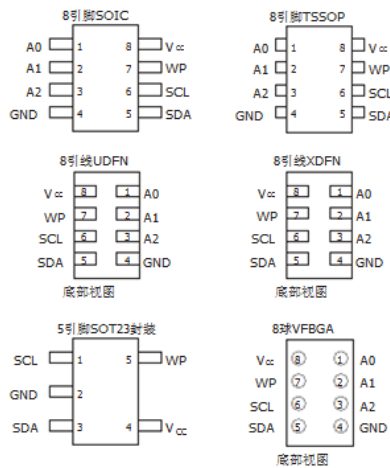 8引脚SOIC 8引脚TSSOP
A0 1 8 Vcc A0 1 8 Vcc
A1 2 7 WP A1 2 7 WP
A2 3 6 SCL A2 3 6 SCL
GND 4 5 SDA GND 4 5 SDA
8引线UDFN 8引线XDFN
Vcc 8 1 A0 Vcc 8 1 A0
WP 7 2 A1 WP 7 2 A1
SCL 6 3 A2 SCL 6 3 A2
SDA 5 4 GND SDA 5 4 GND
底部视图 底部视图
5引脚SOT23封装 8球VFBGA
SCL 1 5 WP Vcc 8 1 A0
GND 2 WP 7 2 A1
SDA 3 4 VCC SCL 6 3 A2
SDA 5 4 GND
底部视图